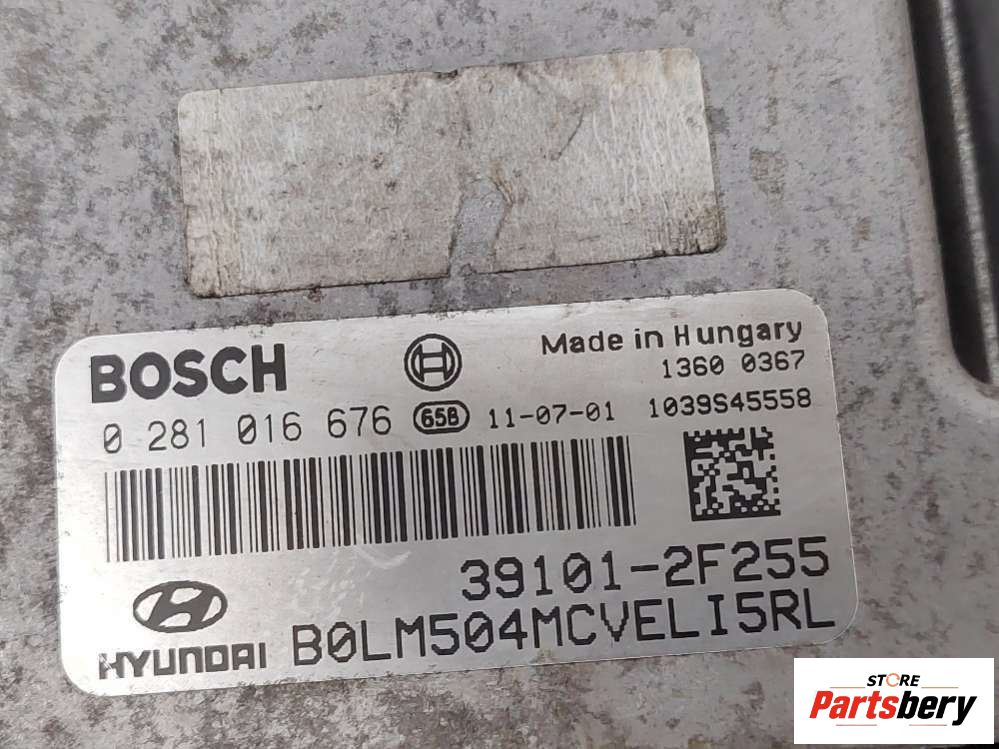 BOSCH
Made in Hungary
1360 0367
0 281 016 676 65B 11-07-01 1039S45558
39101-2F255
HYUNDAI B0LM504MCVELI5RL
STORE
Partsbery